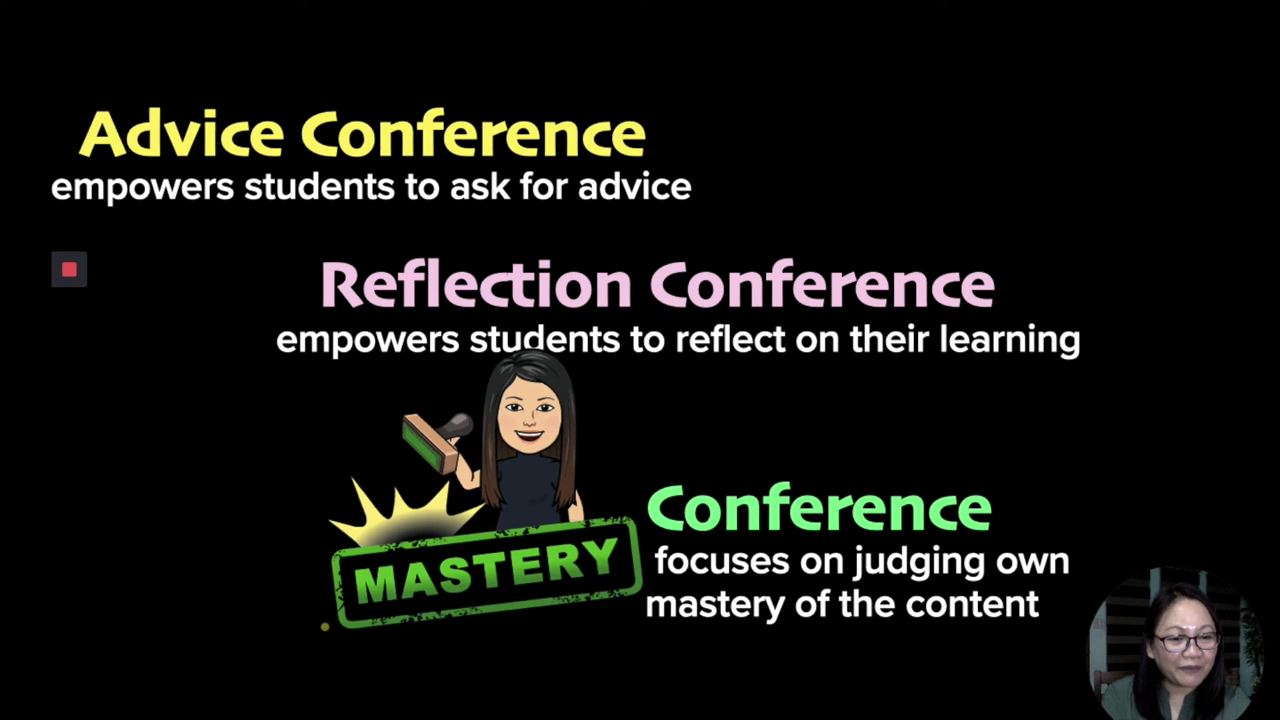 Advice Conference
empowers students to ask for advice
Reflection Conference
empowers students to reflect on their learning
MASTERY
Conference
focuses on judging own
mastery of the content